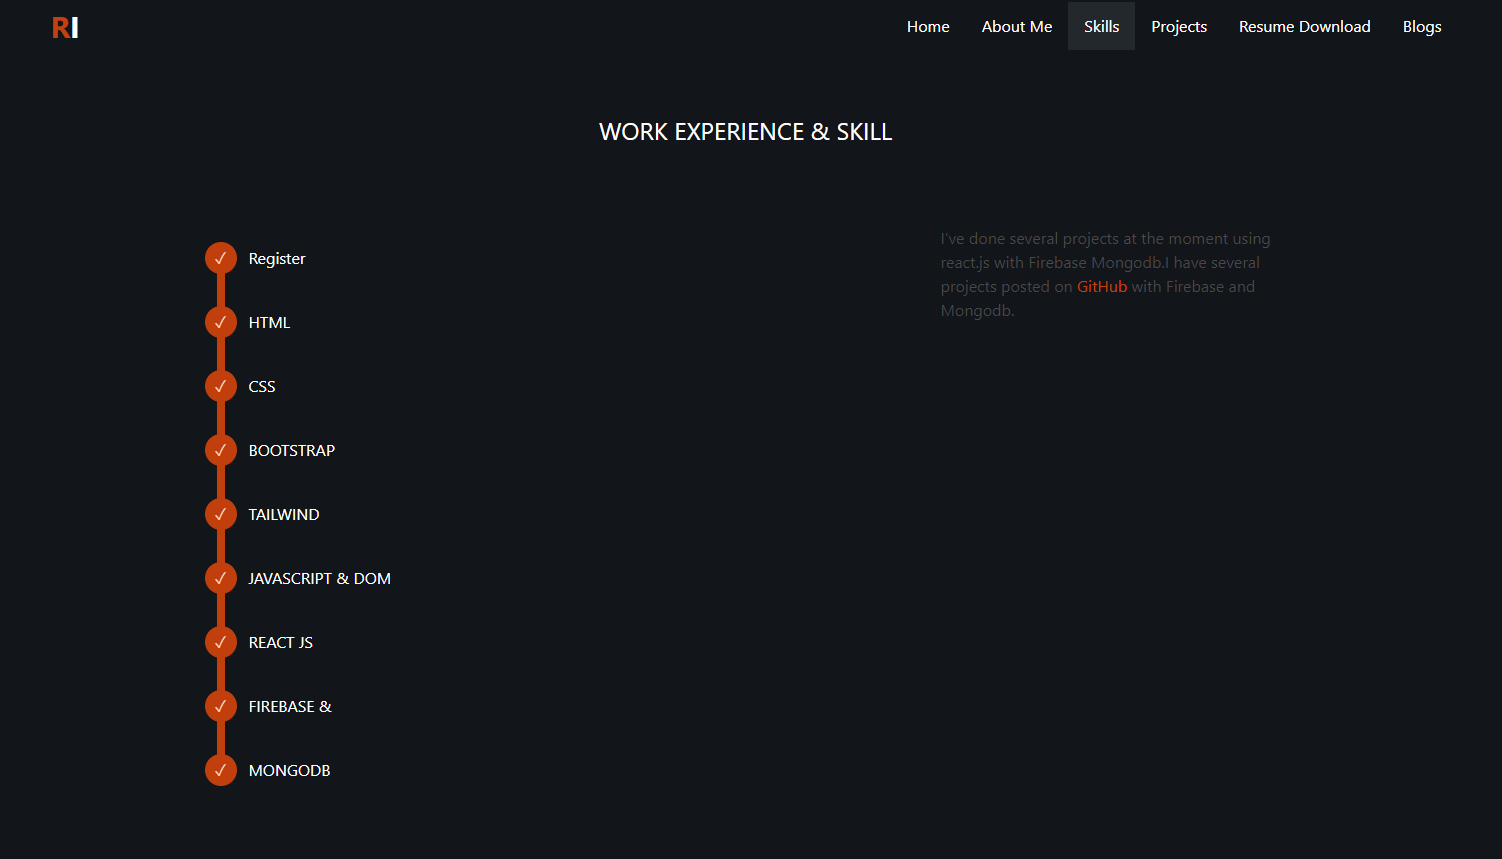 RI
Home About Me Skills Projects Resume Download Blogs
WORK EXPERIENCE & SKILL
✓ Register
✓ HTML
✓ CSS
✓ BOOTSTRAP
✓ TAILWIND
✓ JAVASCRIPT & DOM
✓ REACT JS
✓ FIREBASE &
✓ MONGODB
I've done several projects at the moment using
react.js with Firebase Mongodb.I have several
projects posted on GitHub with Firebase and
Mongodb.